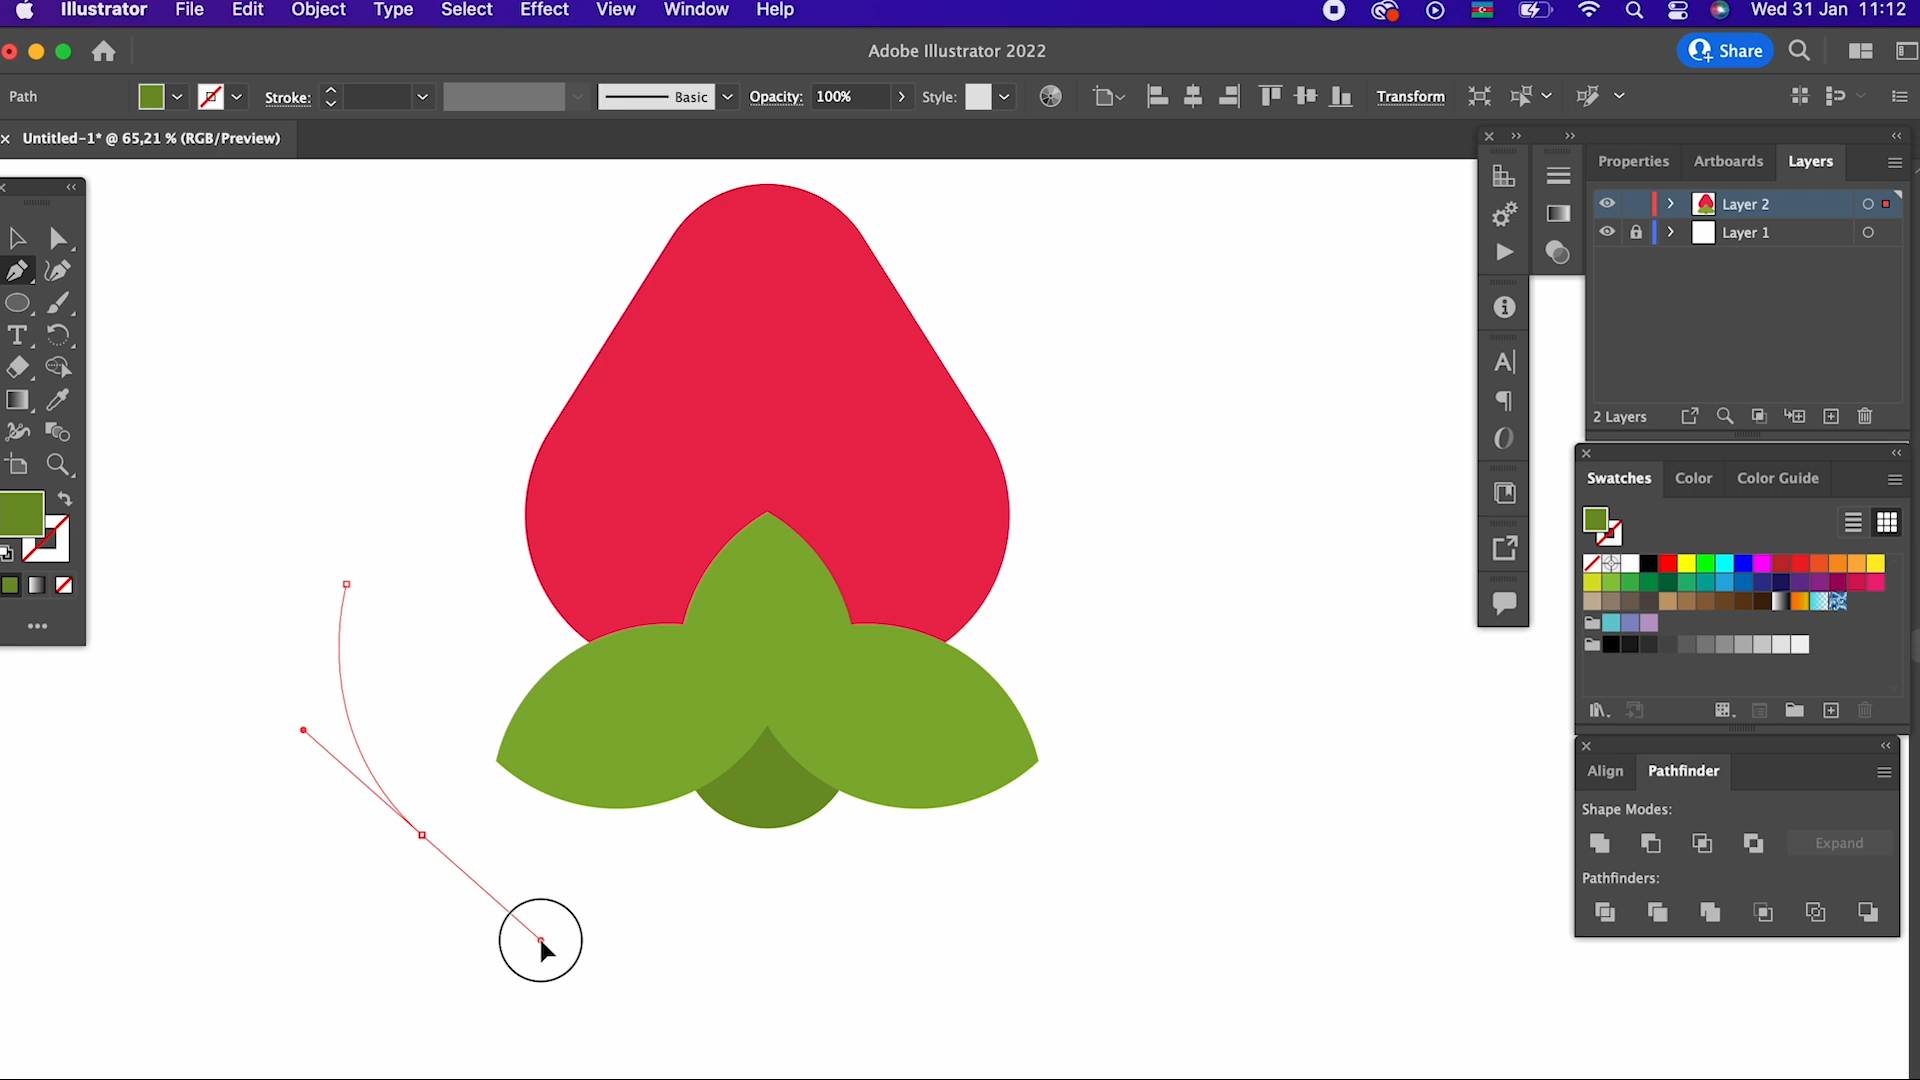 Illustrator File Edit Object Type Select Effect View Window Help Wed 31 Jan 11:12
Adobe Illustrator 2022
Share
Path
Stroke:
Basic
Opacity: 100%
Style:
Transform
Untitled-1* @ 65,21 % (RGB/Preview)
Properties Artboards Layers
Layer 2
Layer 1
2 Layers
Swatches Color Color Guide
Align Pathfinder
Shape Modes:
Expand
Pathfinders: